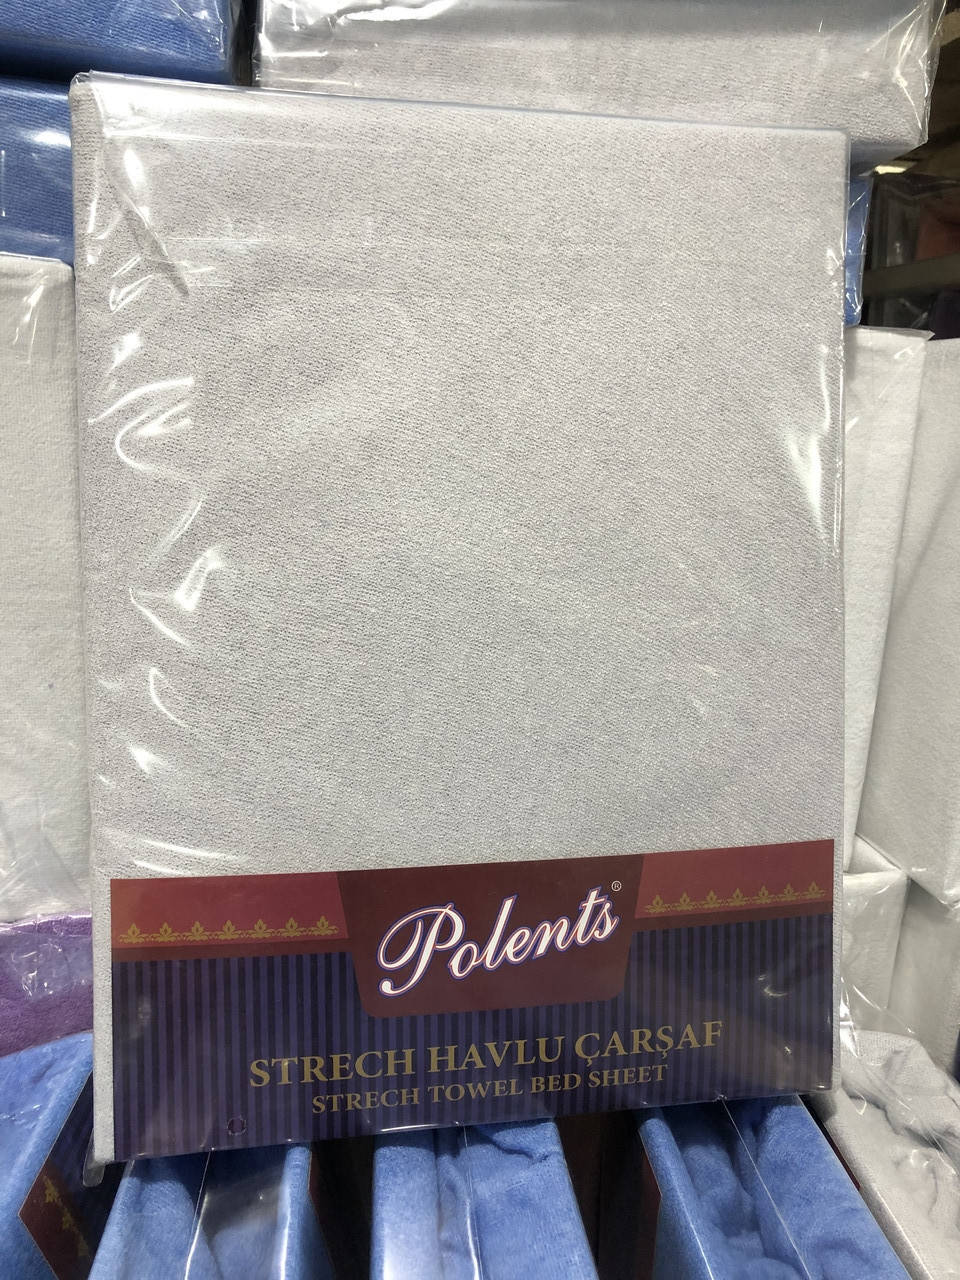 Polents®
STRECH HAVLU ÇARŞAF
STRECH TOWEL BED SHEET